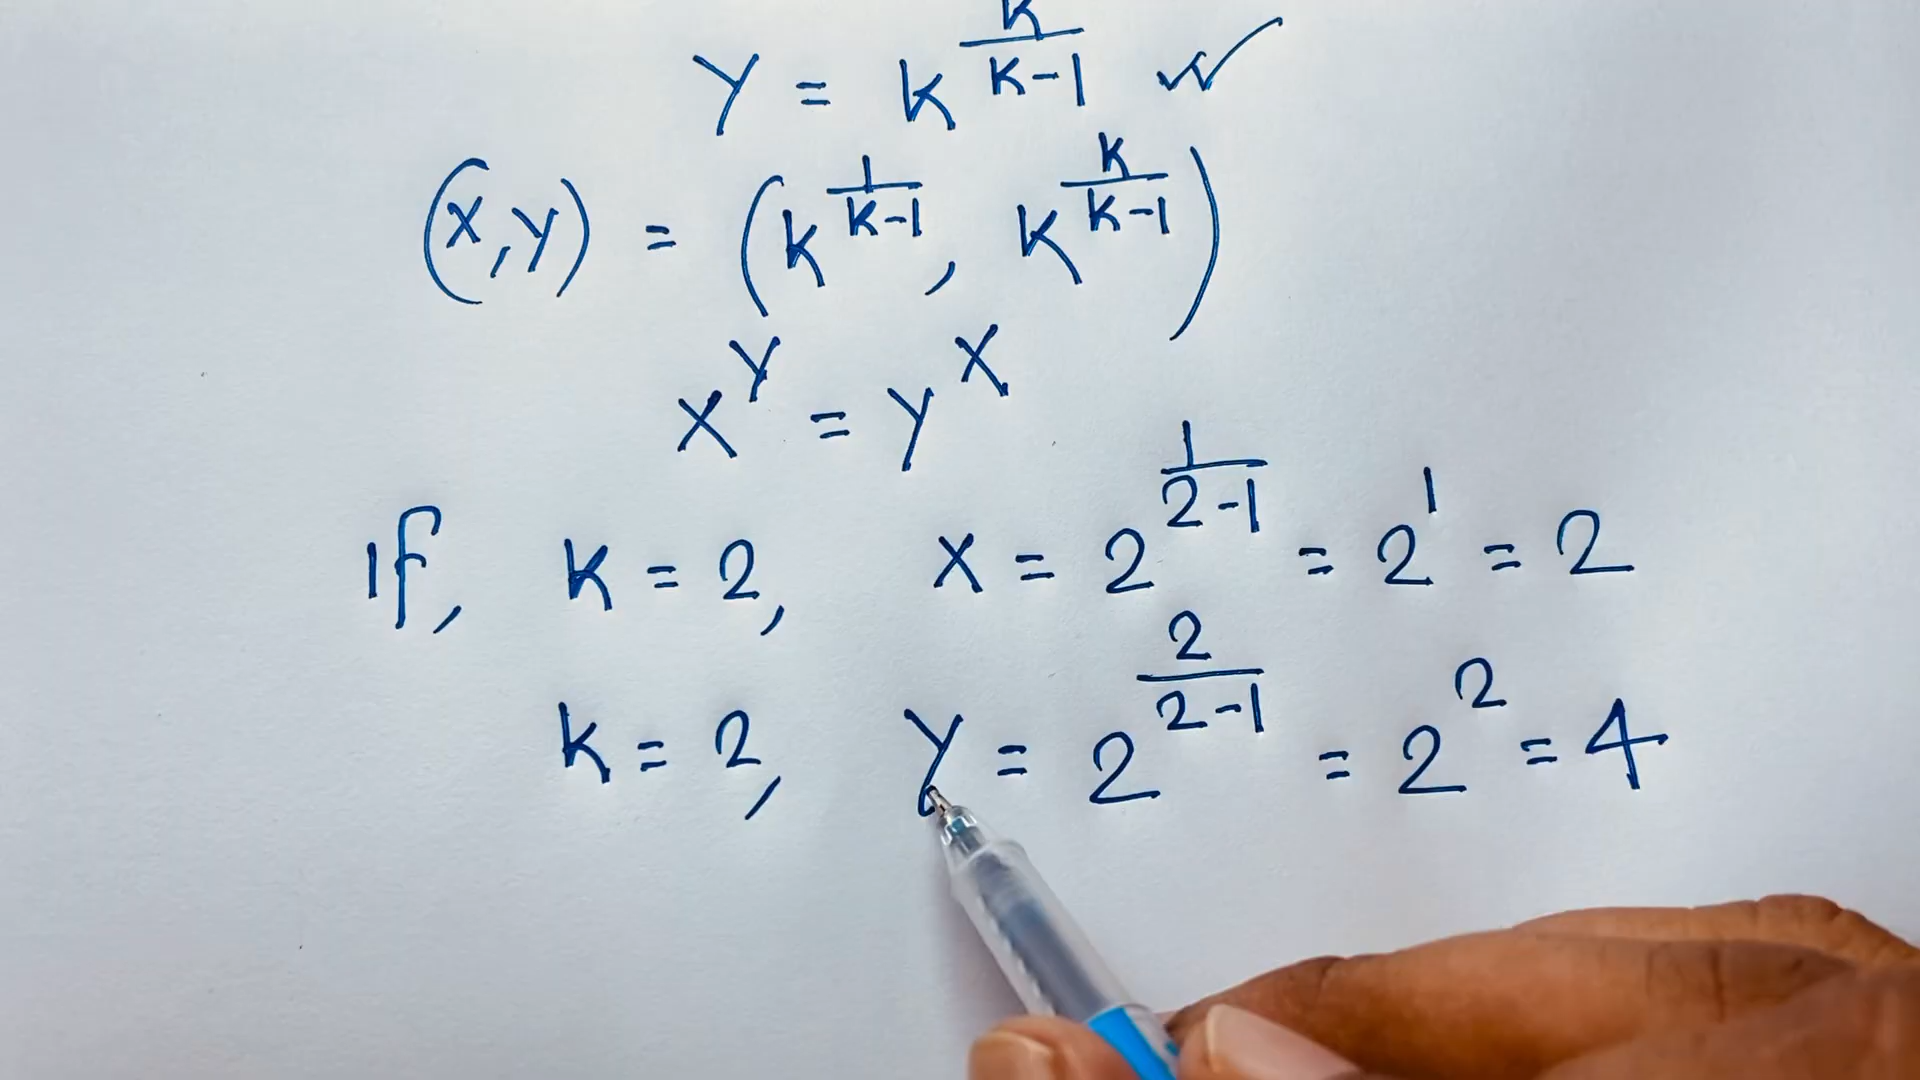 Y = K^(K/(K-1)) ✓
(X,Y) = (K^(1/(K-1)), K^(K/(K-1)))
X^Y = Y^X
If, K = 2, X = 2^(1/(2-1)) = 2^1 = 2
K = 2, Y = 2^(2/(2-1)) = 2^2 = 4